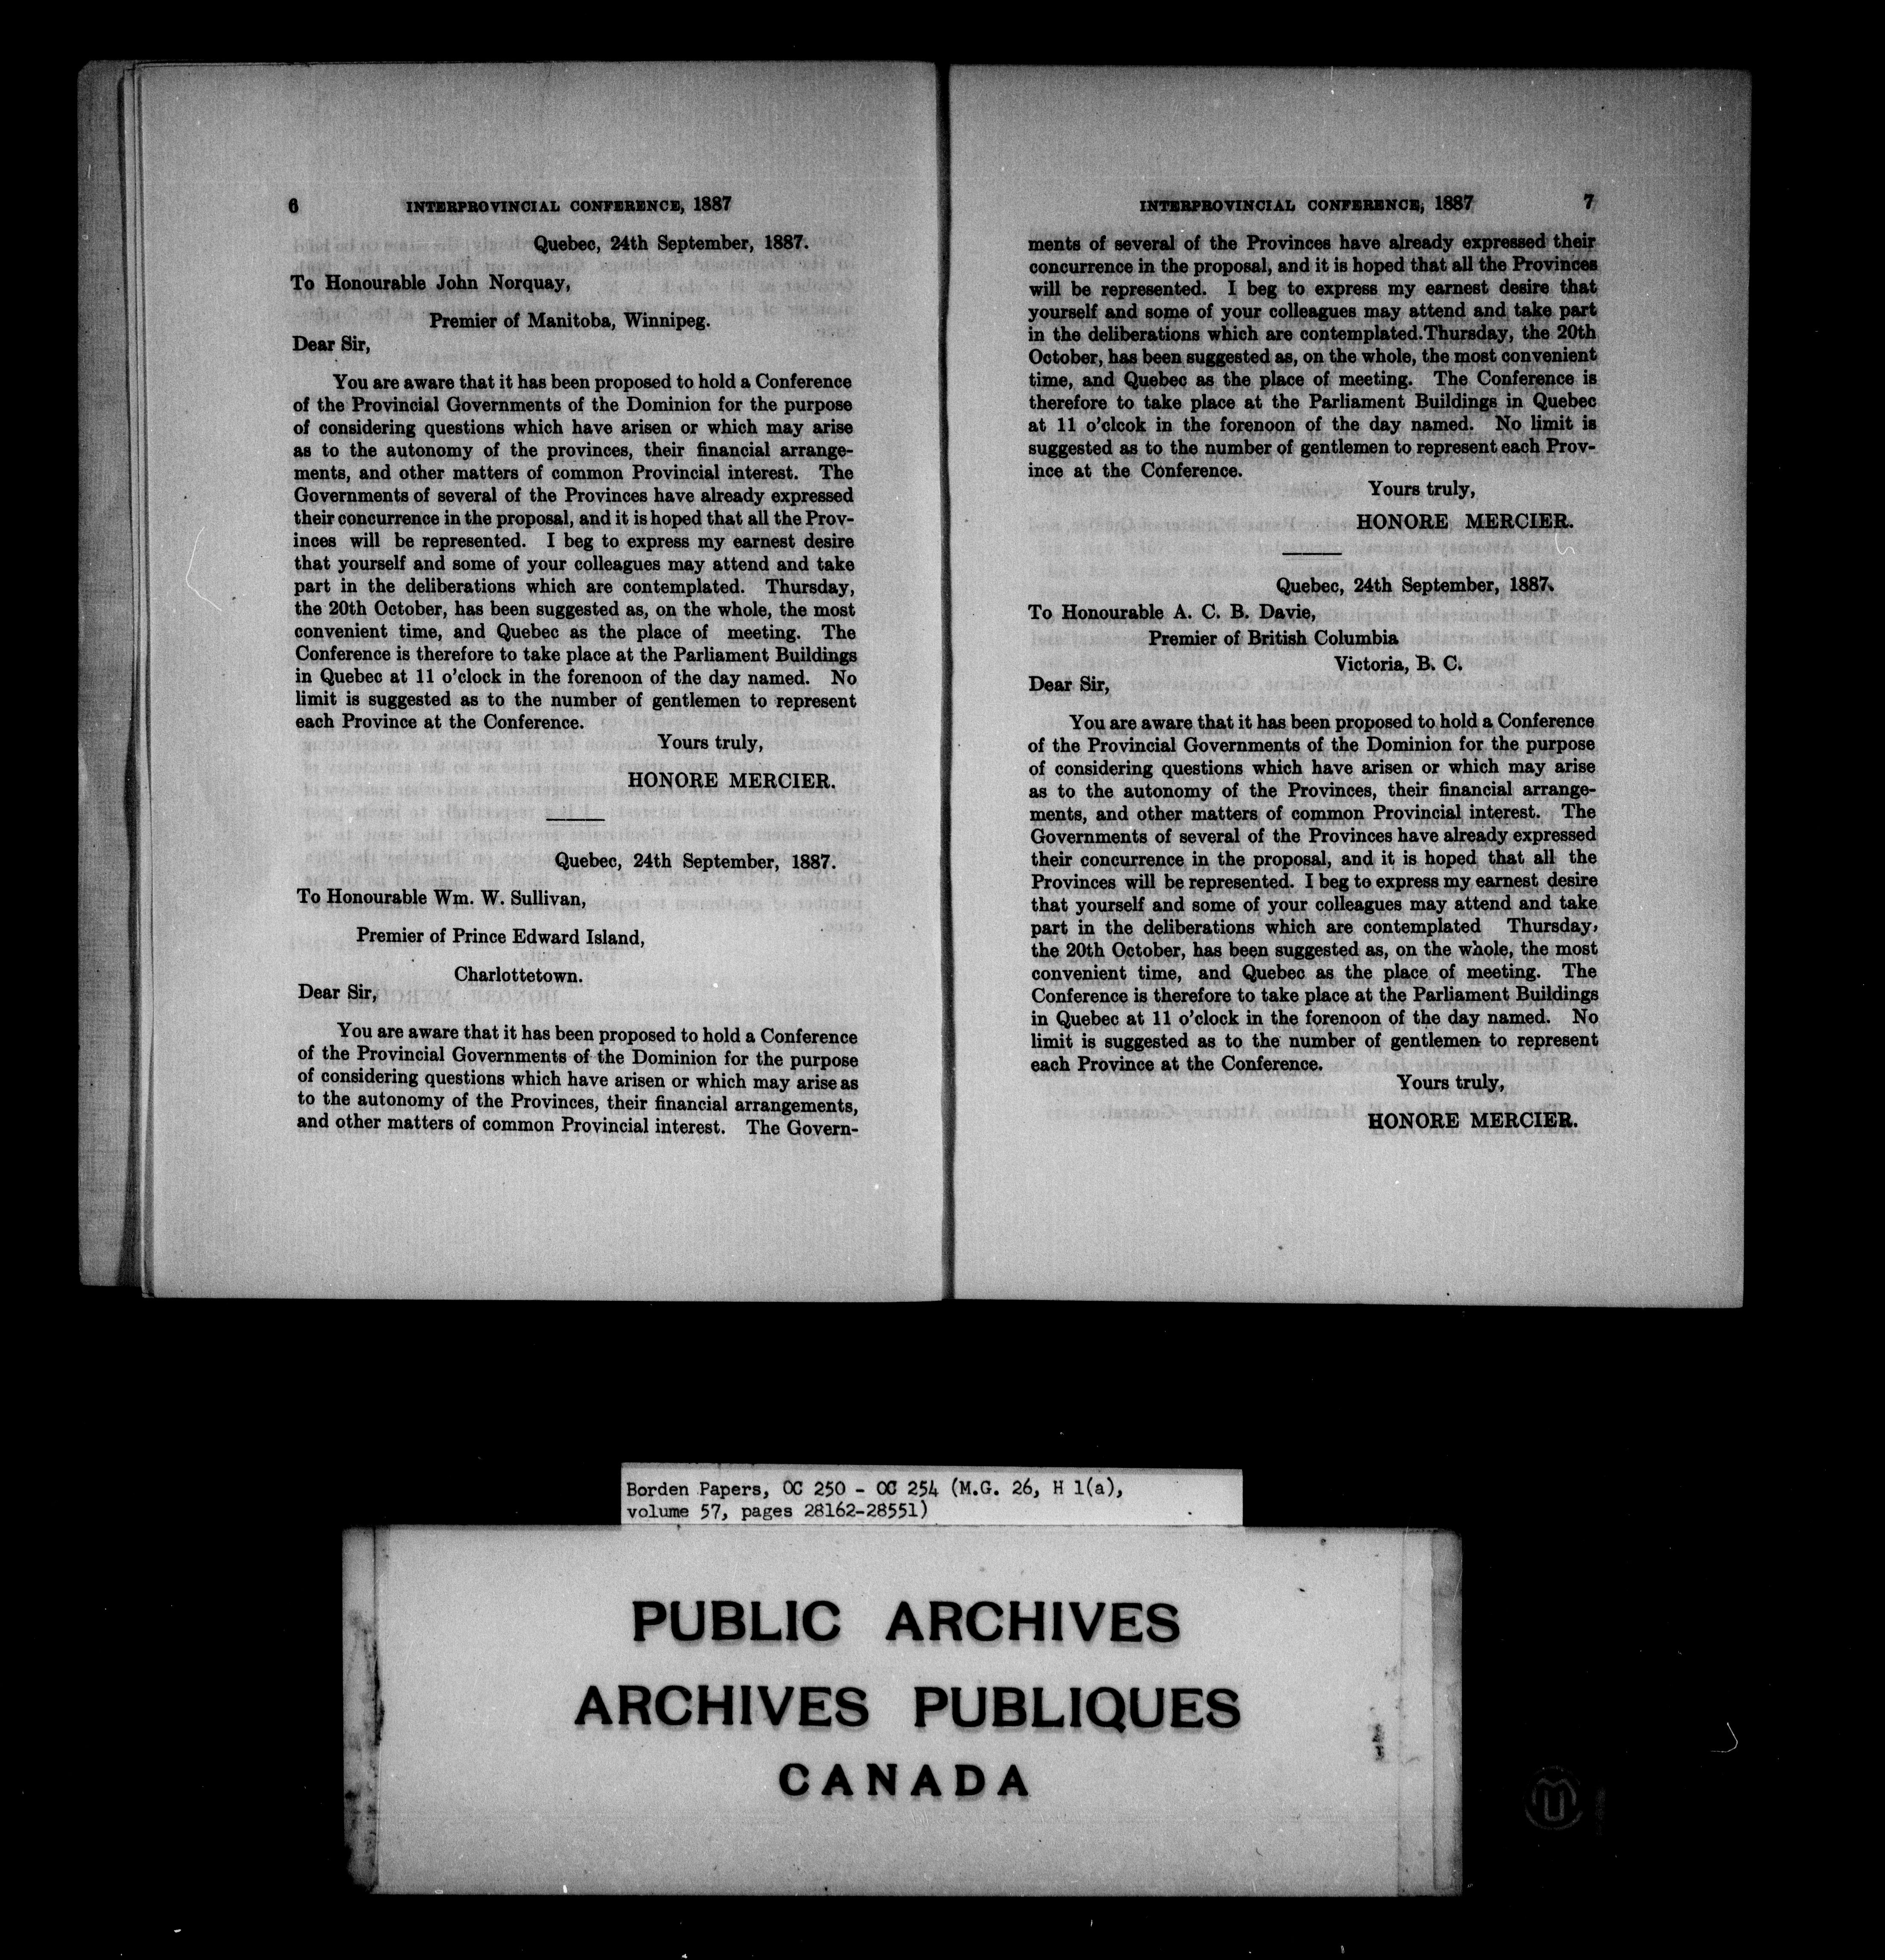 6 INTERPROVINCIAL CONFERENCE, 1887
Quebec, 24th September, 1887.
To Honourable John Norquay,
Premier of Manitoba, Winnipeg.
Dear Sir,
You are aware that it has been proposed to hold a Conference
of the Provincial Governments of the Dominion for the purpose
of considering questions which have arisen or which may arise
as to the autonomy of the provinces, their financial arrange-
ments, and other matters of common Provincial interest. The
Governments of several of the Provinces have already expressed
their concurrence in the proposal, and it is hoped that all the Prov-
inces will be represented. I beg to express my earnest desire
that yourself and some of your colleagues may attend and take
part in the deliberations which are contemplated. Thursday,
the 20th October, has been suggested as, on the whole, the most
convenient time, and Quebec as the place of meeting. The
Conference is therefore to take place at the Parliament Buildings
in Quebec at 11 o'clock in the forenoon of the day named. No
limit is suggested as to the number of gentlemen to represent
each Province at the Conference.
Yours truly,
HONORE MERCIER.
Quebec, 24th September, 1887.
To Honourable Wm. W. Sullivan,
Premier of Prince Edward Island,
Charlottetown.
Dear Sir,
You are aware that it has been proposed to hold a Conference
of the Provincial Governments of the Dominion for the purpose
of considering questions which have arisen or which may arise as
to the autonomy of the Provinces, their financial arrangements,
and other matters of common Provincial interest. The Govern-
INTERPROVINCIAL CONFERENCE, 1887 7
ments of several of the Provinces have already expressed their
concurrence in the proposal, and it is hoped that all the Provinces
will be represented. I beg to express my earnest desire that
yourself and some of your colleagues may attend and take part
in the deliberations which are contemplated.Thursday, the 20th
October, has been suggested as, on the whole, the most convenient
time, and Quebec as the place of meeting. The Conference is
therefore to take place at the Parliament Buildings in Quebec
at 11 o'clcok in the forenoon of the day named. No limit is
suggested as to the number of gentlemen to represent each Prov-
ince at the Conference.
Yours truly,
HONORE MERCIER.
Quebec, 24th September, 1887.
To Honourable A. C. B. Davie,
Premier of British Columbia
Victoria, B. C.
Dear Sir,
You are aware that it has been proposed to hold a Conference
of the Provincial Governments of the Dominion for the purpose
of considering questions which have arisen or which may arise
as to the autonomy of the Provinces, their financial arrange-
ments, and other matters of common Provincial interest. The
Governments of several of the Provinces have already expressed
their concurrence in the proposal, and it is hoped that all the
Provinces will be represented. I beg to express my earnest desire
that yourself and some of your colleagues may attend and take
part in the deliberations which are contemplated Thursday,
the 20th October, has been suggested as, on the whole, the most
convenient time, and Quebec as the place of meeting. The
Conference is therefore to take place at the Parliament Buildings
in Quebec at 11 o'clock in the forenoon of the day named. No
limit is suggested as to the number of gentlemen to represent
each Province at the Conference.
Yours truly,
HONORE MERCIER.
Borden Papers, OC 250 - OC 254 (M.G. 26, H 1(a),
volume 57, pages 28162-28551)
PUBLIC ARCHIVES
ARCHIVES PUBLIQUES
CANADA